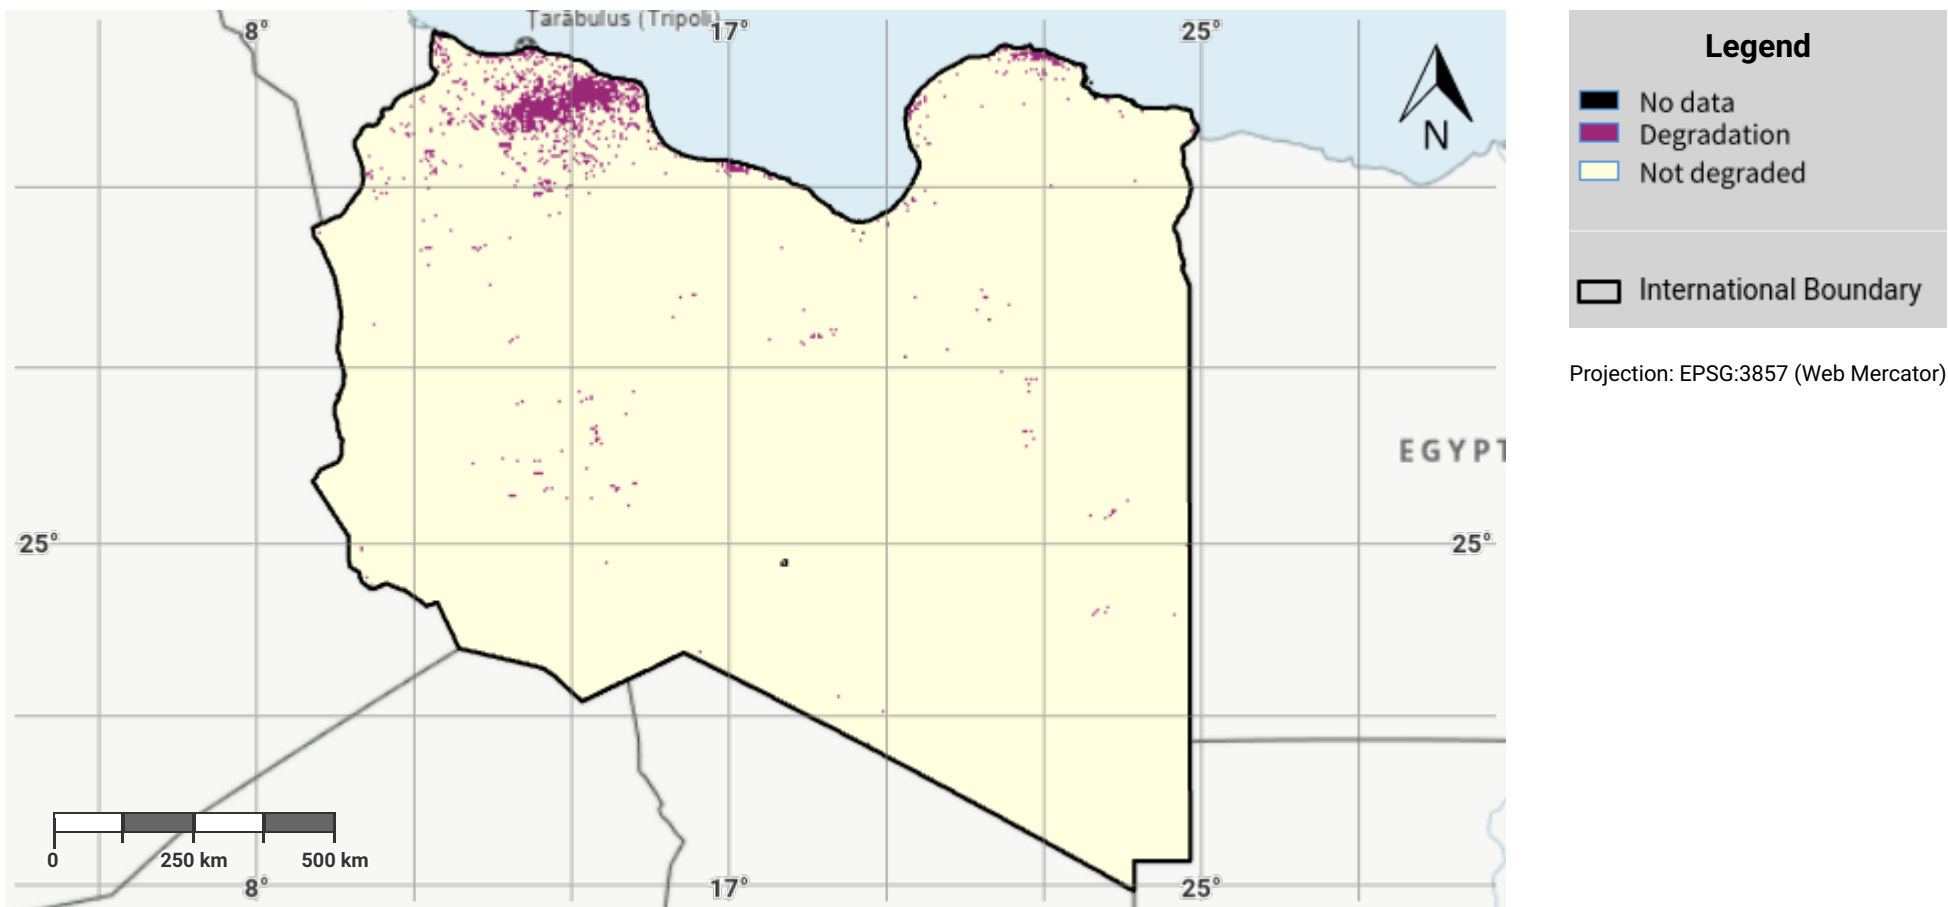 Ṭarābulus (Tripoli)
8°
17°
25°
N
EGYPT
25°
25°
0
250 km
500 km
8°
17°
25°
Legend
No data
Degradation
Not degraded
International Boundary
Projection: EPSG:3857 (Web Mercator)